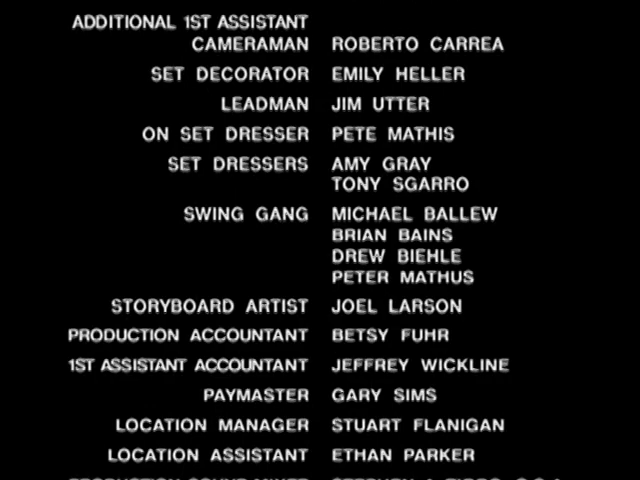 ADDITIONAL 1ST ASSISTANT
CAMERAMAN ROBERTO CARREA
SET DECORATOR EMILY HELLER
LEADMAN JIM UTTER
ON SET DRESSER PETE MATHIS
SET DRESSERS AMY GRAY
TONY SGARRO
SWING GANG MICHAEL BALLEW
BRIAN BAINS
DREW BIEHLE
PETER MATHUS
STORYBOARD ARTIST JOEL LARSON
PRODUCTION ACCOUNTANT BETSY FUHR
1ST ASSISTANT ACCOUNTANT JEFFREY WICKLINE
PAYMASTER GARY SIMS
LOCATION MANAGER STUART FLANIGAN
LOCATION ASSISTANT ETHAN PARKER